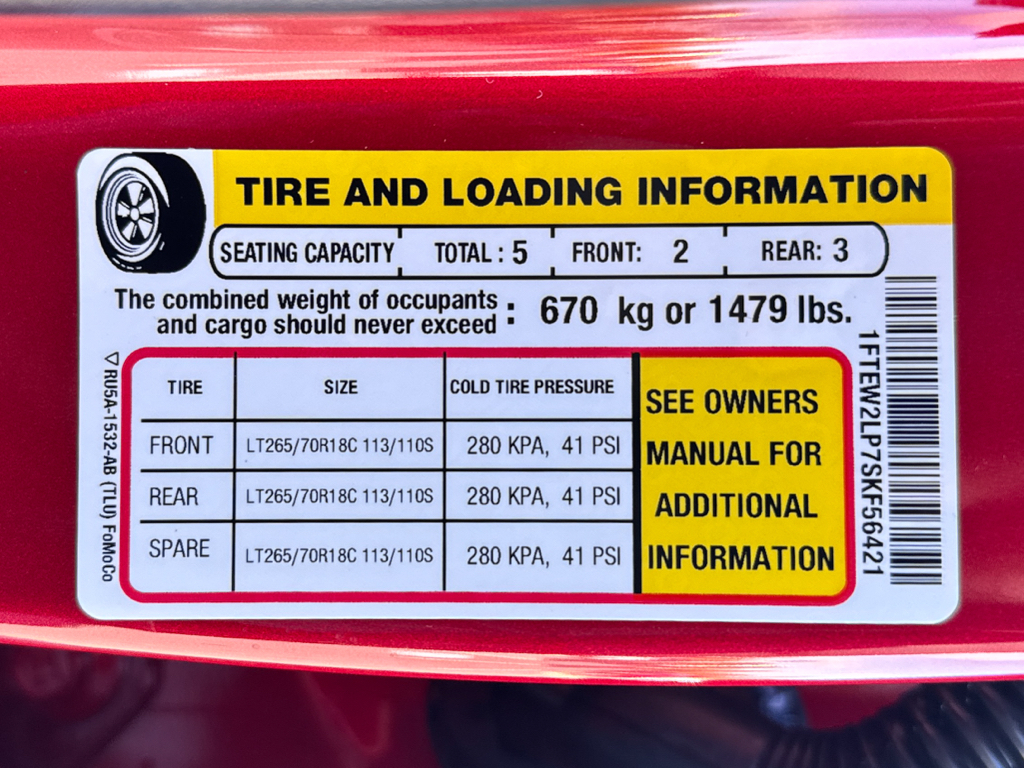 TIRE AND LOADING INFORMATION
SEATING CAPACITY TOTAL : 5 FRONT: 2 REAR: 3
The combined weight of occupants
and cargo should never exceed : 670 kg or 1479 lbs.
TIRE SIZE COLD TIRE PRESSURE
FRONT LT265/70R18C 113/110S 280 KPA, 41 PSI
REAR LT265/70R18C 113/110S 280 KPA, 41 PSI
SPARE LT265/70R18C 113/110S 280 KPA, 41 PSI
SEE OWNERS
MANUAL FOR
ADDITIONAL
INFORMATION
▽RU5A-1532-AB (TLU) FoMoCo
1FTEW2LP7SKF56421